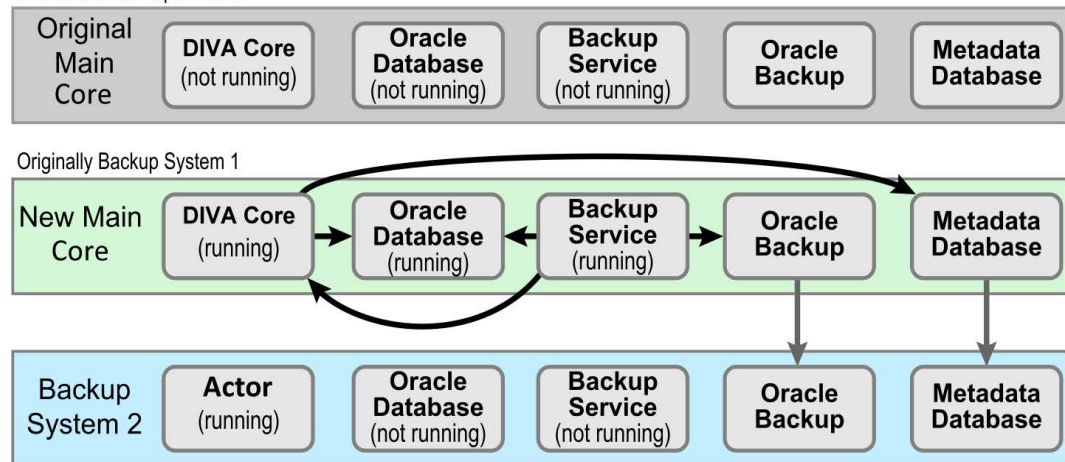 Original
Main
Core
DIVA Core
(not running)
Oracle
Database
(not running)
Backup
Service
(not running)
Oracle
Backup
Metadata
Database
Originally Backup System 1
New Main
Core
DIVA Core
(running)
Oracle
Database
(running)
Backup
Service
(running)
Oracle
Backup
Metadata
Database
Backup
System 2
Actor
(running)
Oracle
Database
(not running)
Backup
Service
(not running)
Oracle
Backup
Metadata
Database